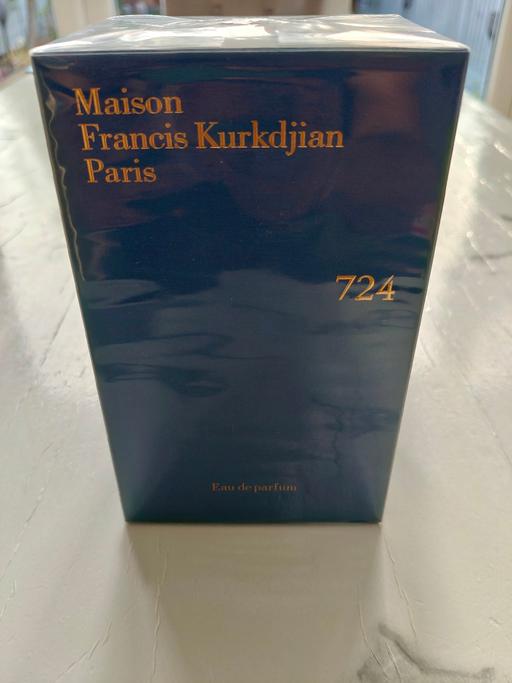 Maison
Francis Kurkdjian
Paris
724
Eau de parfum